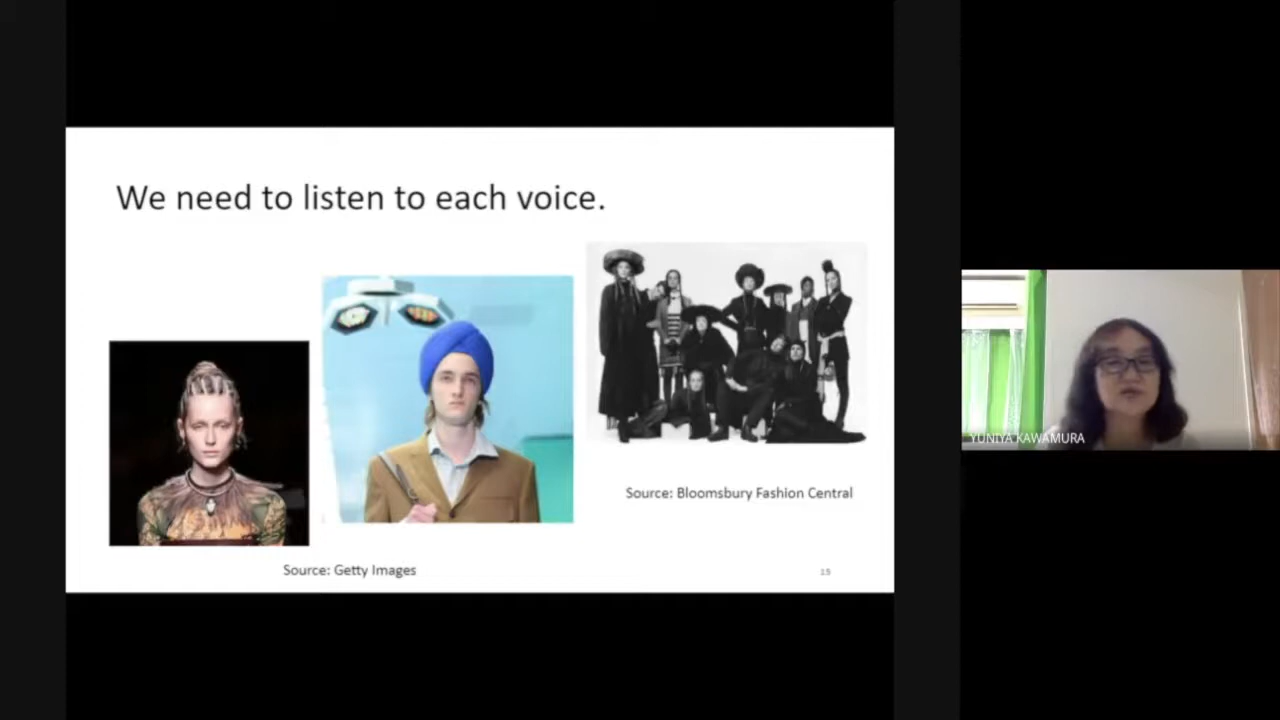 We need to listen to each voice.
Source: Bloomsbury Fashion Central
Source: Getty Images
15
YUNIYA KAWAMURA